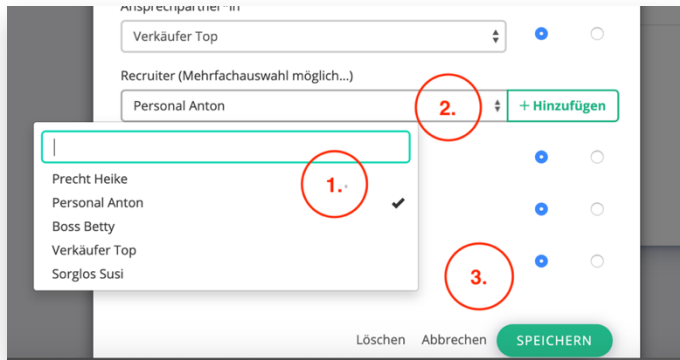 Ansprechpartner*in
Verkäufer Top
Recruiter (Mehrfachauswahl möglich...)
Personal Anton
2.
+ Hinzufügen
Precht Heike
1.
Personal Anton
Boss Betty
Verkäufer Top
Sorglos Susi
3.
Löschen Abbrechen SPEICHERN